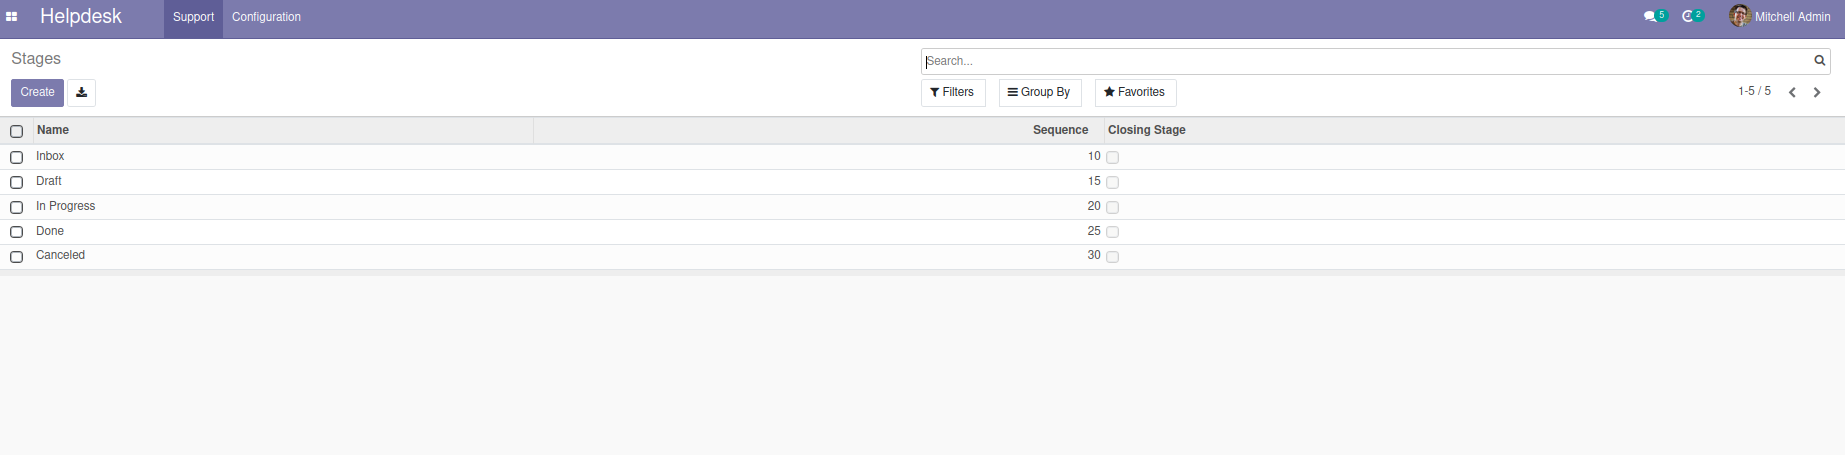 Helpdesk Support Configuration 5 2 Mitchell Admin
Stages
Search...
Create Filters Group By Favorites 1-5 / 5
Name Sequence Closing Stage
Inbox 10
Draft 15
In Progress 20
Done 25
Canceled 30